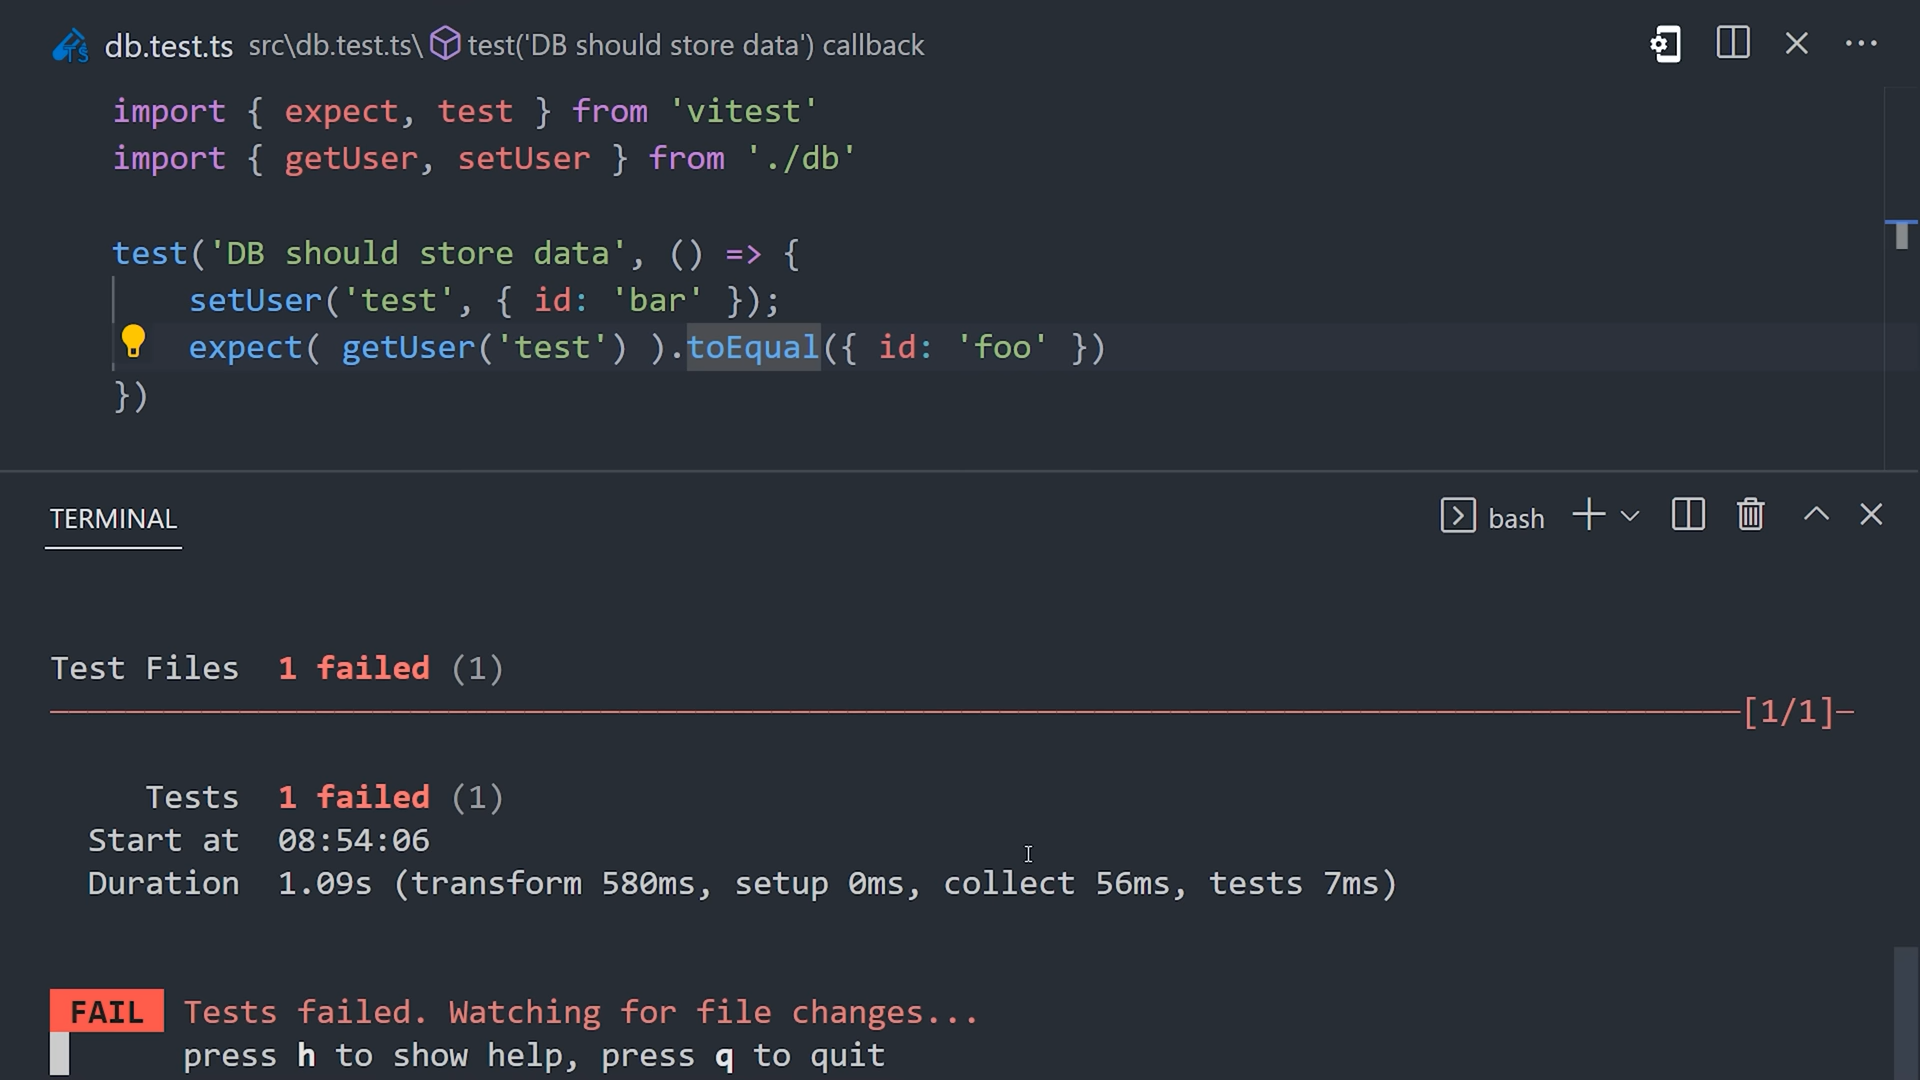 db.test.ts src\db.test.ts\ test('DB should store data') callback
import { expect, test } from 'vitest'
import { getUser, setUser } from './db'
test('DB should store data', () => {
setUser('test', { id: 'bar' });
expect( getUser('test') ).toEqual({ id: 'foo' })
})
TERMINAL
bash
Test Files 1 failed (1)
[1/1]
Tests 1 failed (1)
Start at 08:54:06
Duration 1.09s (transform 580ms, setup 0ms, collect 56ms, tests 7ms)
FAIL Tests failed. Watching for file changes...
press h to show help, press q to quit